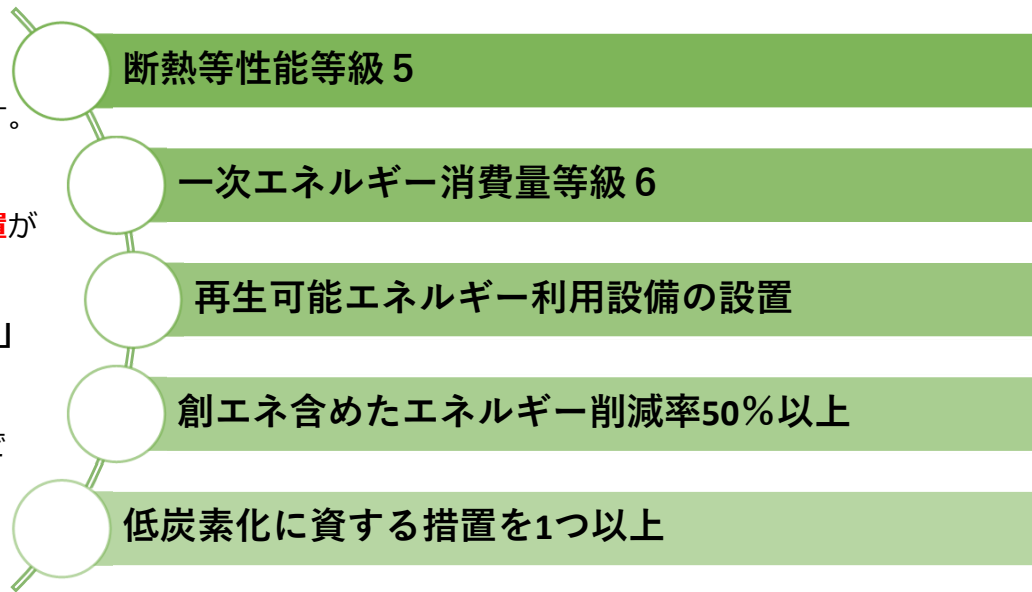 断熱等性能等級５
す。
一次エネルギー消費量等級６
置が
再生可能エネルギー利用設備の設置
」
創エネ含めたエネルギー削減率50％以上
低炭素化に資する措置を1つ以上